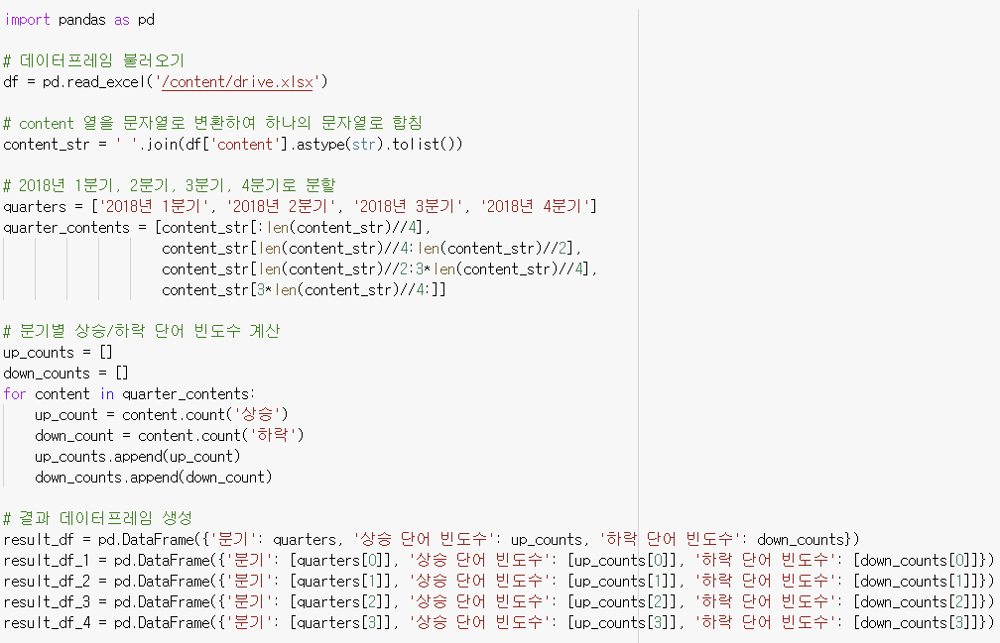 import pandas as pd
# 데이터프레임 불러오기
df = pd.read_excel('/content/drive.xlsx')
# content 열을 문자열로 변환하여 하나의 문자열로 합침
content_str = ' '.join(df['content'].astype(str).tolist())
# 2018년 1분기, 2분기, 3분기, 4분기로 분할
quarters = ['2018년 1분기', '2018년 2분기', '2018년 3분기', '2018년 4분기']
quarter_contents = [content_str[:len(content_str)//4],
content_str[len(content_str)//4:len(content_str)//2],
content_str[len(content_str)//2:3*len(content_str)//4],
content_str[3*len(content_str)//4:]]
# 분기별 상승/하락 단어 빈도수 계산
up_counts = []
down_counts = []
for content in quarter_contents:
up_count = content.count('상승')
down_count = content.count('하락')
up_counts.append(up_count)
down_counts.append(down_count)
# 결과 데이터프레임 생성
result_df = pd.DataFrame({'분기': quarters, '상승 단어 빈도수': up_counts, '하락 단어 빈도수': down_counts})
result_df_1 = pd.DataFrame({'분기': [quarters[0]], '상승 단어 빈도수': [up_counts[0]], '하락 단어 빈도수': [down_counts[0]]})
result_df_2 = pd.DataFrame({'분기': [quarters[1]], '상승 단어 빈도수': [up_counts[1]], '하락 단어 빈도수': [down_counts[1]]})
result_df_3 = pd.DataFrame({'분기': [quarters[2]], '상승 단어 빈도수': [up_counts[2]], '하락 단어 빈도수': [down_counts[2]]})
result_df_4 = pd.DataFrame({'분기': [quarters[3]], '상승 단어 빈도수': [up_counts[3]], '하락 단어 빈도수': [down_counts[3]]})